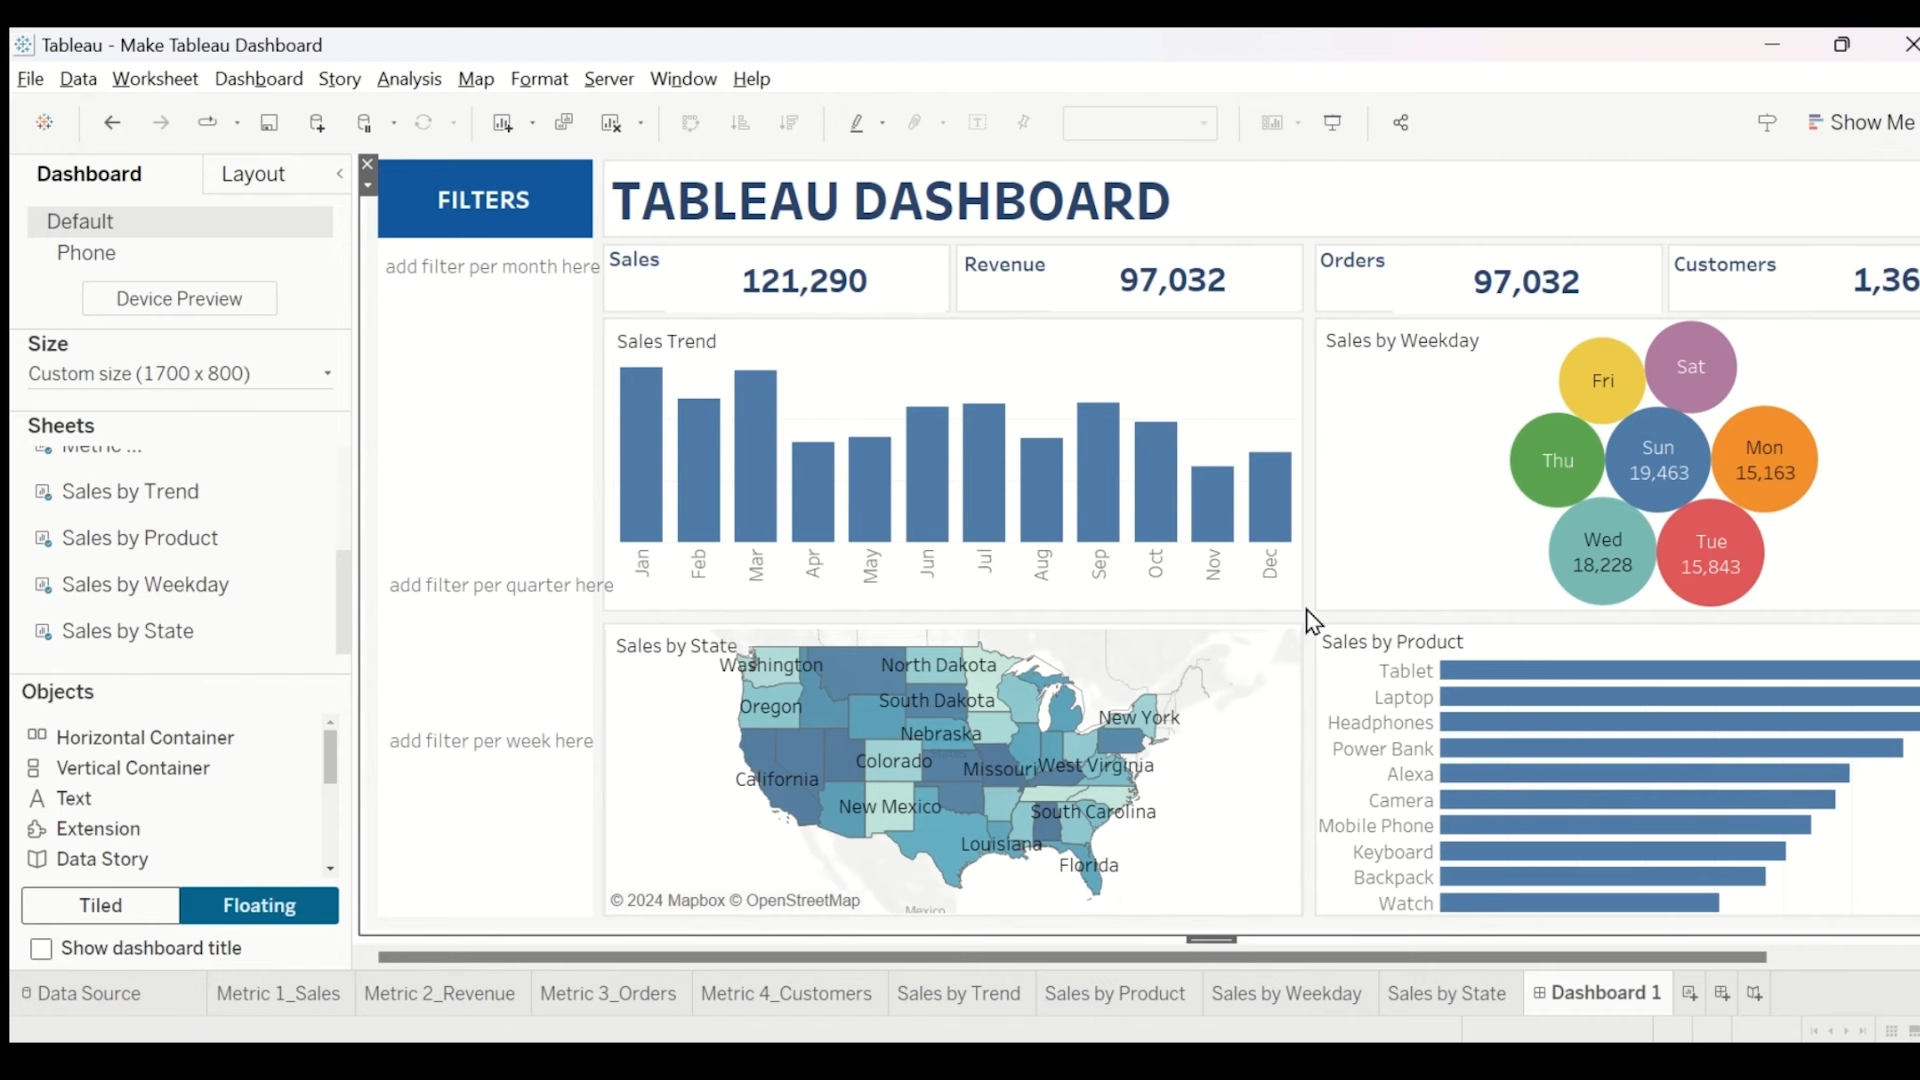 Tableau - Make Tableau Dashboard
File Data Worksheet Dashboard Story Analysis Map Format Server Window Help
Show Me
Dashboard
Layout
Default
Phone
Device Preview
Size
Custom size (1700 x 800)
Sheets
Metric ...
Sales by Trend
Sales by Product
Sales by Weekday
Sales by State
Objects
Horizontal Container
Vertical Container
Text
Extension
Data Story
Tiled
Floating
Show dashboard title
FILTERS
add filter per month here
add filter per quarter here
add filter per week here
TABLEAU DASHBOARD
Sales
121,290
Revenue
97,032
Orders
97,032
Customers
1,36
Sales Trend
Jan Feb Mar Apr May Jun Jul Aug Sep Oct Nov Dec
Sales by Weekday
Fri
Sat
Thu
Sun
19,463
Mon
15,163
Wed
18,228
Tue
15,843
Sales by State
Washington
North Dakota
Oregon
South Dakota
New York
Nebraska
Colorado
Missouri
West Virginia
California
New Mexico
South Carolina
Louisiana
Florida
© 2024 Mapbox © OpenStreetMap
Mexico
Sales by Product
Tablet
Laptop
Headphones
Power Bank
Alexa
Camera
Mobile Phone
Keyboard
Backpack
Watch
Data Source
Metric 1_Sales
Metric 2_Revenue
Metric 3_Orders
Metric 4_Customers
Sales by Trend
Sales by Product
Sales by Weekday
Sales by State
Dashboard 1